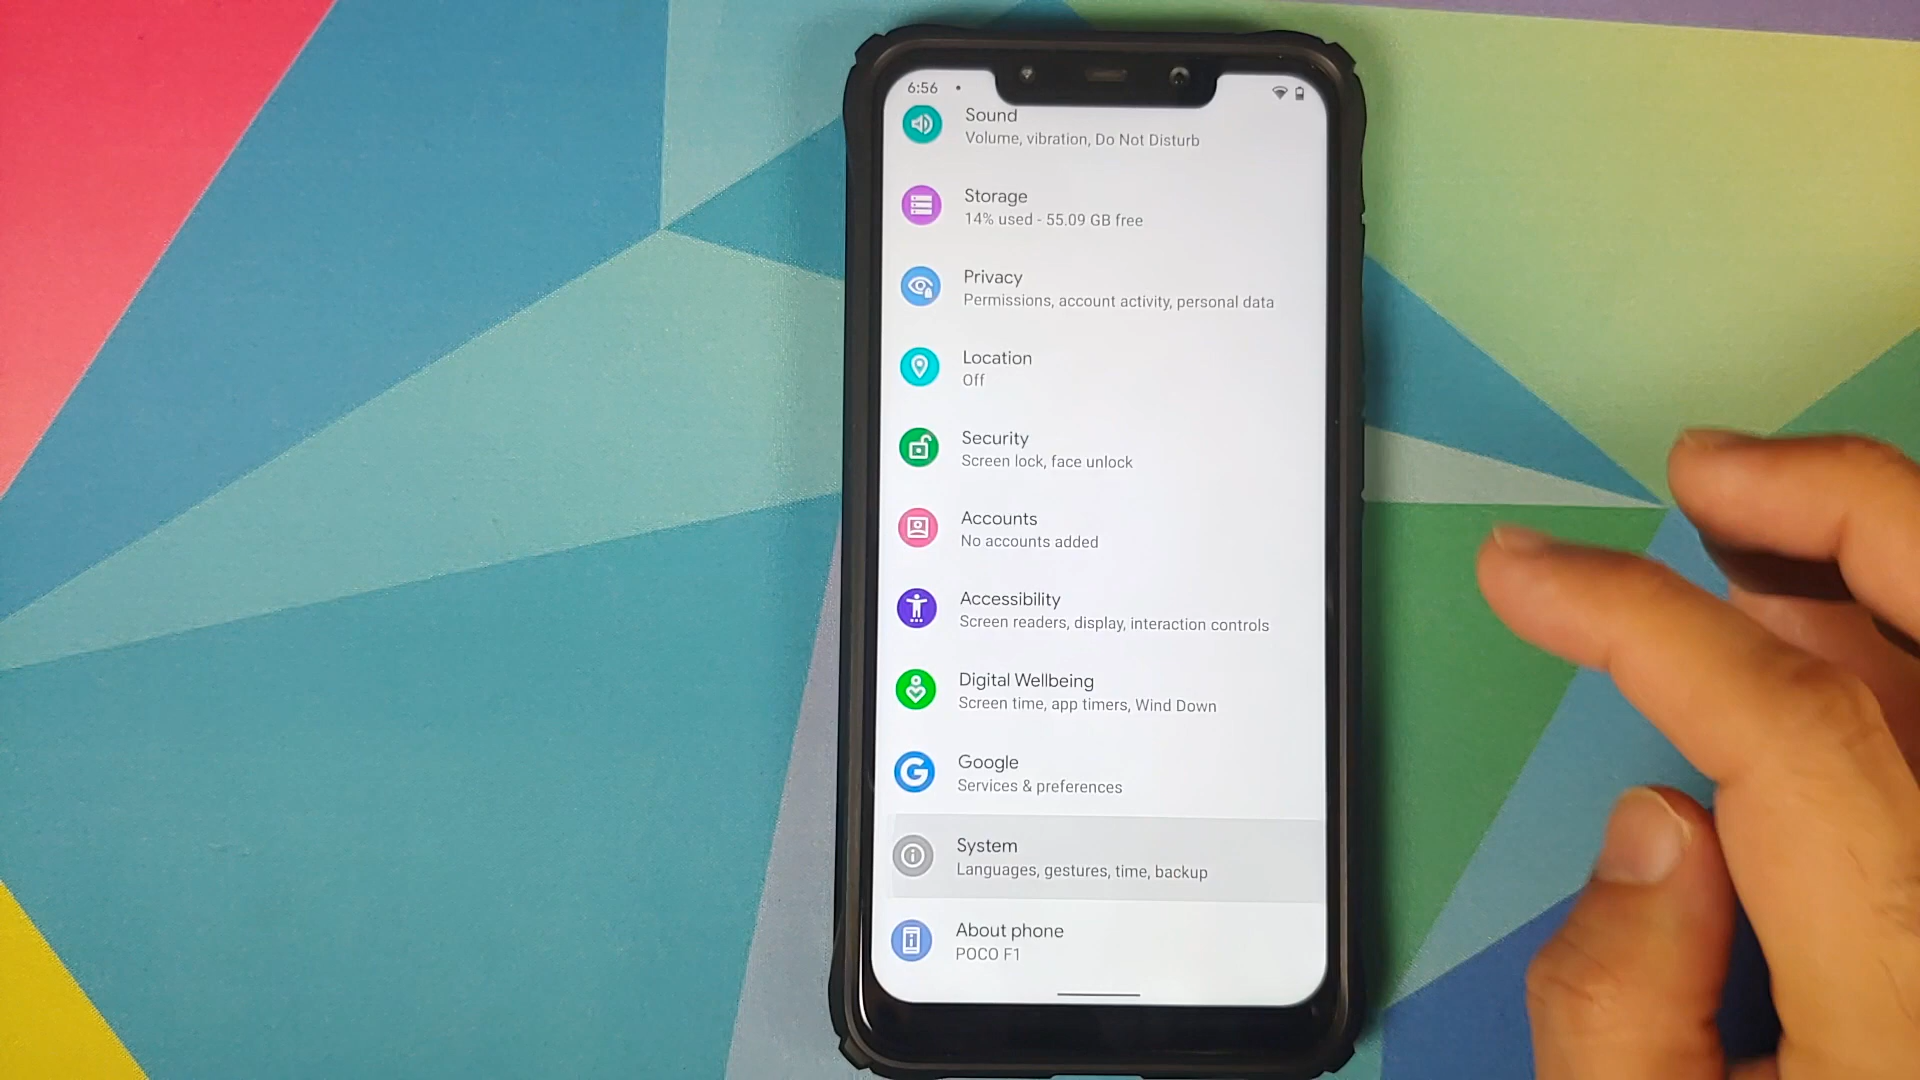 6:56
Sound
Volume, vibration, Do Not Disturb
Storage
14% used - 55.09 GB free
Privacy
Permissions, account activity, personal data
Location
Off
Security
Screen lock, face unlock
Accounts
No accounts added
Accessibility
Screen readers, display, interaction controls
Digital Wellbeing
Screen time, app timers, Wind Down
Google
Services & preferences
System
Languages, gestures, time, backup
About phone
POCO F1